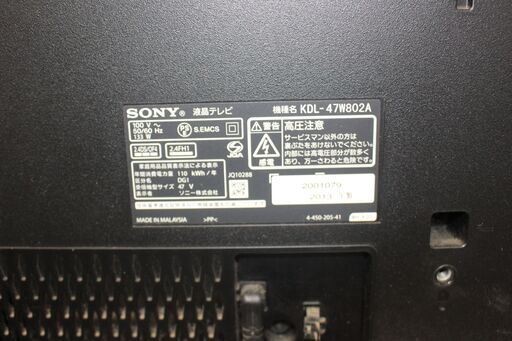 SONY® 液晶テレビ 機種名 KDL-47W802A
100 V～
50/60 Hz
133 W
PS E S.EMCS
2.4DS/OF4 2.4FH1
JQ1028B
家庭用品品質表示法による表示
年間消費電力量 110 kWh/年
区分名 DG1
受信機型サイズ 47 V
ソニー株式会社
警告 高圧注意
感電
サービスマン以外の方は
裏ぶたをあけないでください。
内部には高電圧部分が数多く
あり、万一さわると危険です。
2001079
2013
MADE IN MALAYSIA >PP< 4-450-205-41